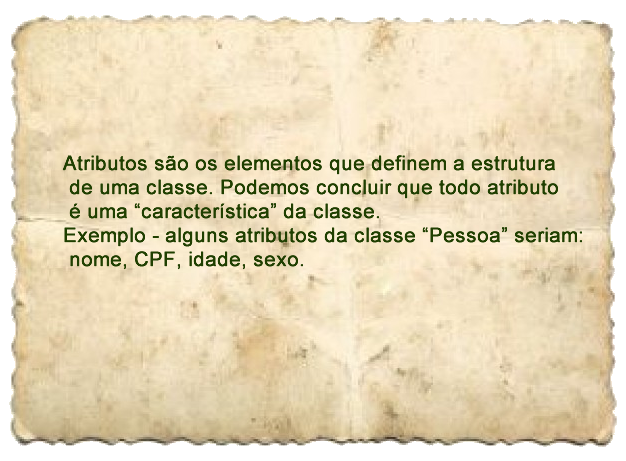 Atributos são os elementos que definem a estrutura
de uma classe. Podemos concluir que todo atributo
é uma “característica” da classe.
Exemplo - alguns atributos da classe “Pessoa” seriam:
nome, CPF, idade, sexo.